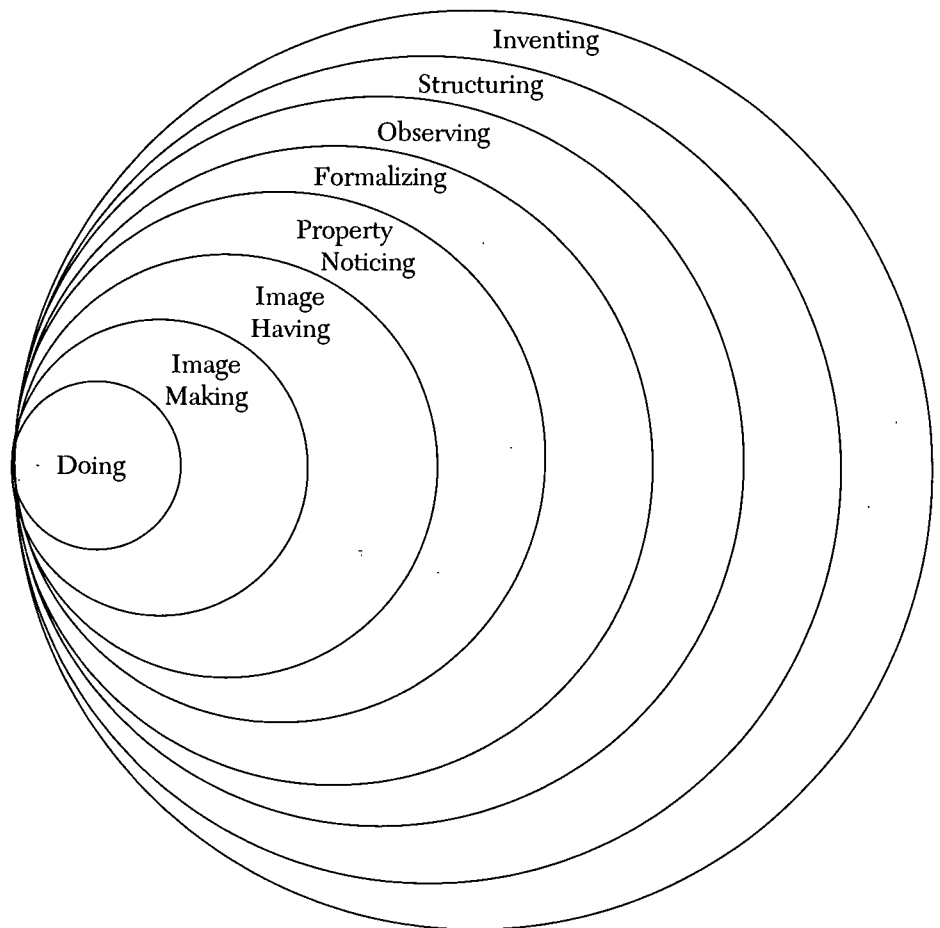 Inventing
Structuring
Observing
Formalizing
Property
Noticing
Image
Having
Image
Making
Doing